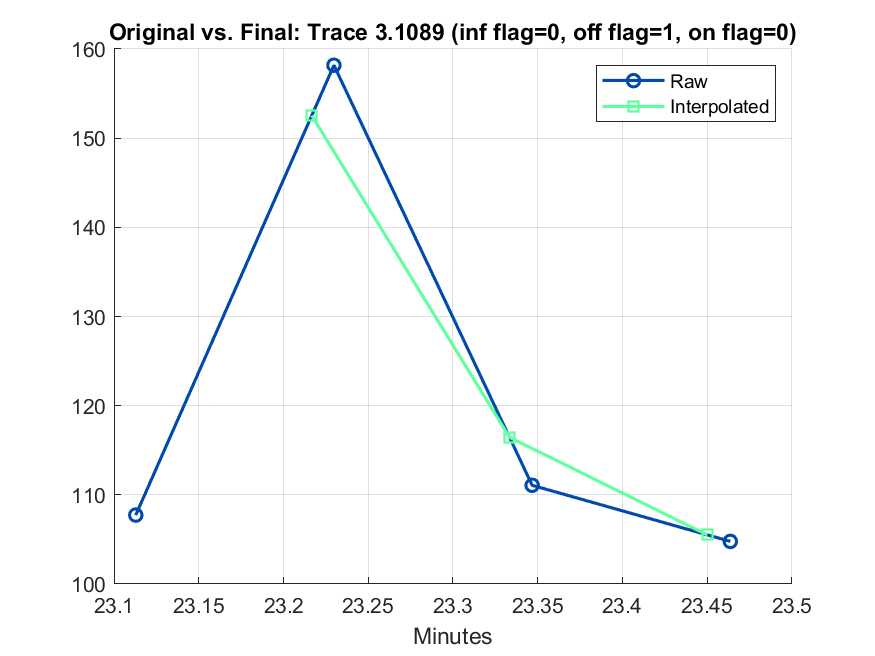 Original vs. Final: Trace 3.1089 (inf flag=0, off flag=1, on flag=0)
160
150
140
130
120
110
100
Raw
Interpolated
23.1 23.15 23.2 23.25 23.3 23.35 23.4 23.45 23.5
Minutes